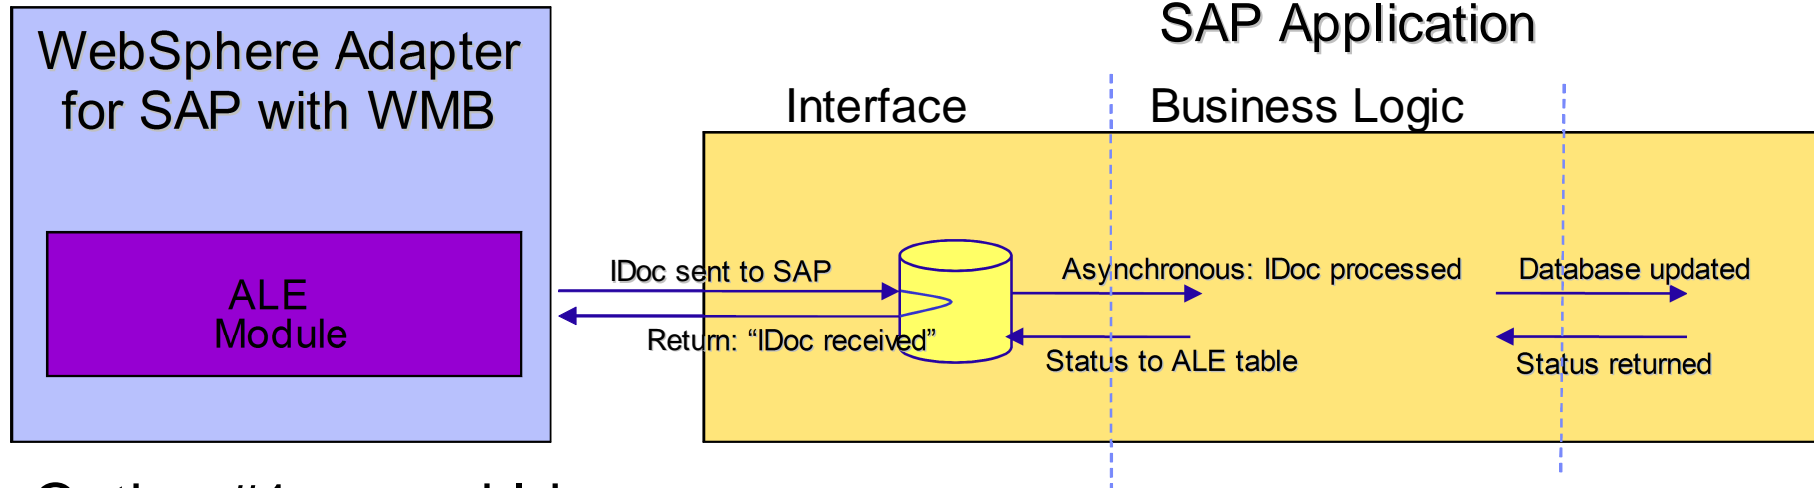 SAP Application
WebSphere Adapter
for SAP with WMB
Interface
Business Logic
ALE
Module
IDoc sent to SAP
Return: “IDoc received”
Asynchronous: IDoc processed
Status to ALE table
Database updated
Status returned